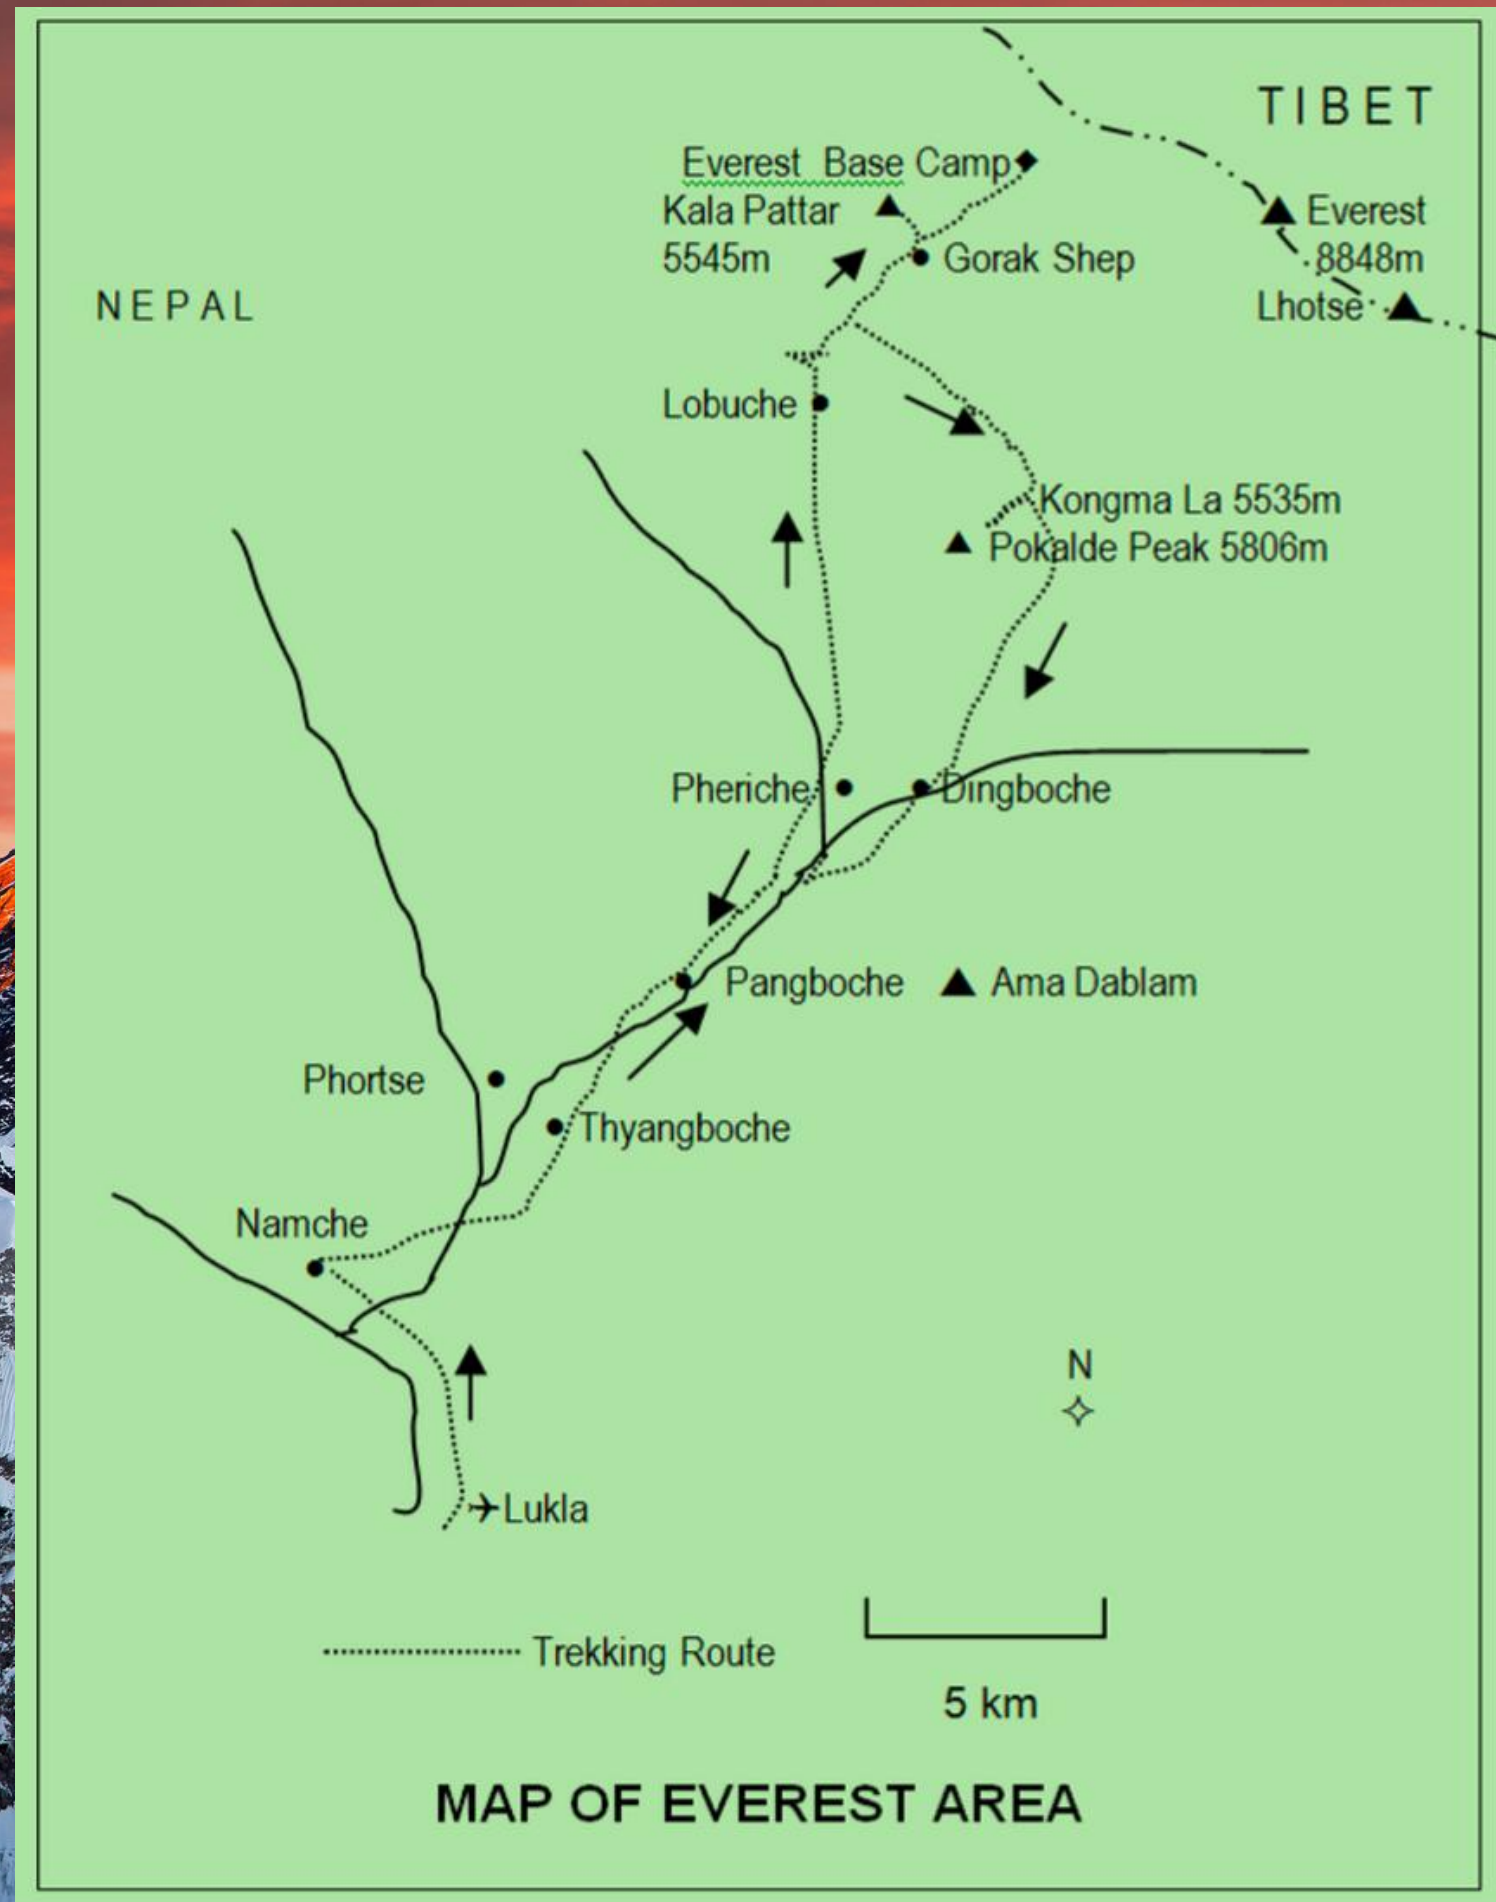 TIBET
Everest Base Camp
Kala Pattar
5545m
Everest
8848m
Gorak Shep
NEPAL
Lhotse
Lobuche
Kongma La 5535m
Pokalde Peak 5806m
Pheriche
Dingboche
Pangboche
Ama Dablam
Phortse
Thyangboche
Namche
N
Lukla
Trekking Route
5 km
MAP OF EVEREST AREA